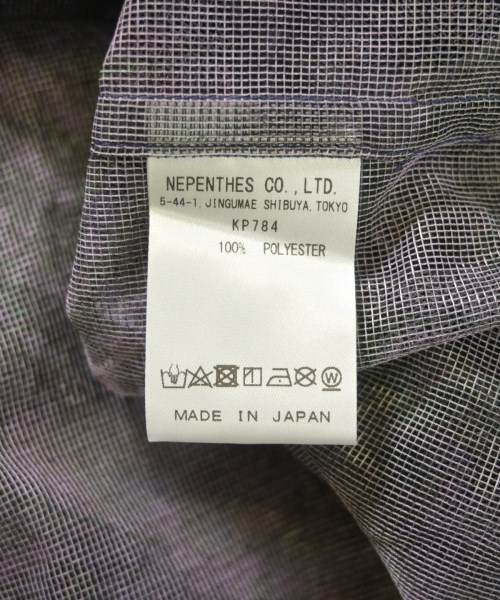 NEPENTHES CO.,LTD.
5-44-1, JINGUMAE SHIBUYA, TOKYO
KP784
100% POLYESTER
W
MADE IN JAPAN